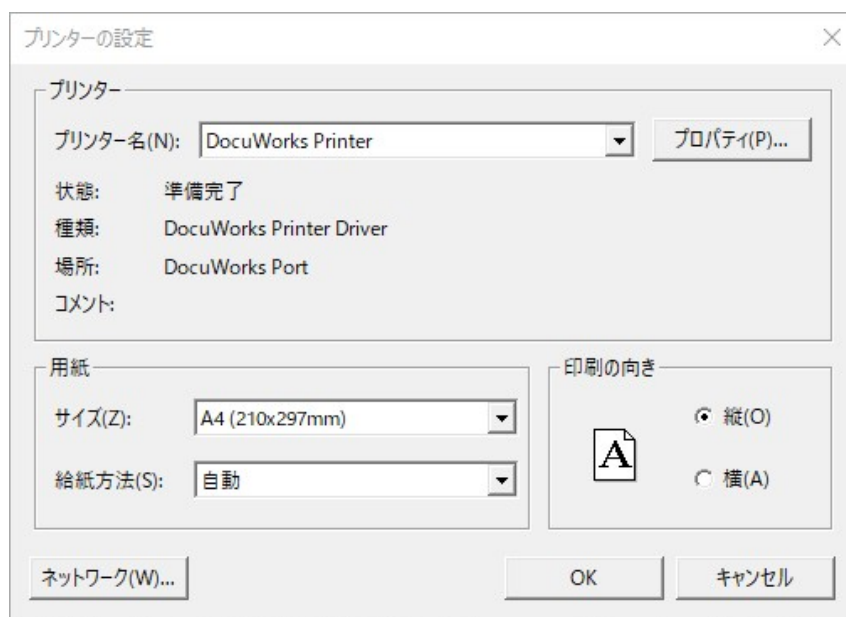 プリンターの設定
プリンター
プリンター名(N): DocuWorks Printer プロパティ(P)...
状態: 準備完了
種類: DocuWorks Printer Driver
場所: DocuWorks Port
コメント:
用紙
サイズ(Z): A4 (210x297mm)
給紙方法(S): 自動
印刷の向き
A
縦(O)
横(A)
ネットワーク(W)... OK キャンセル